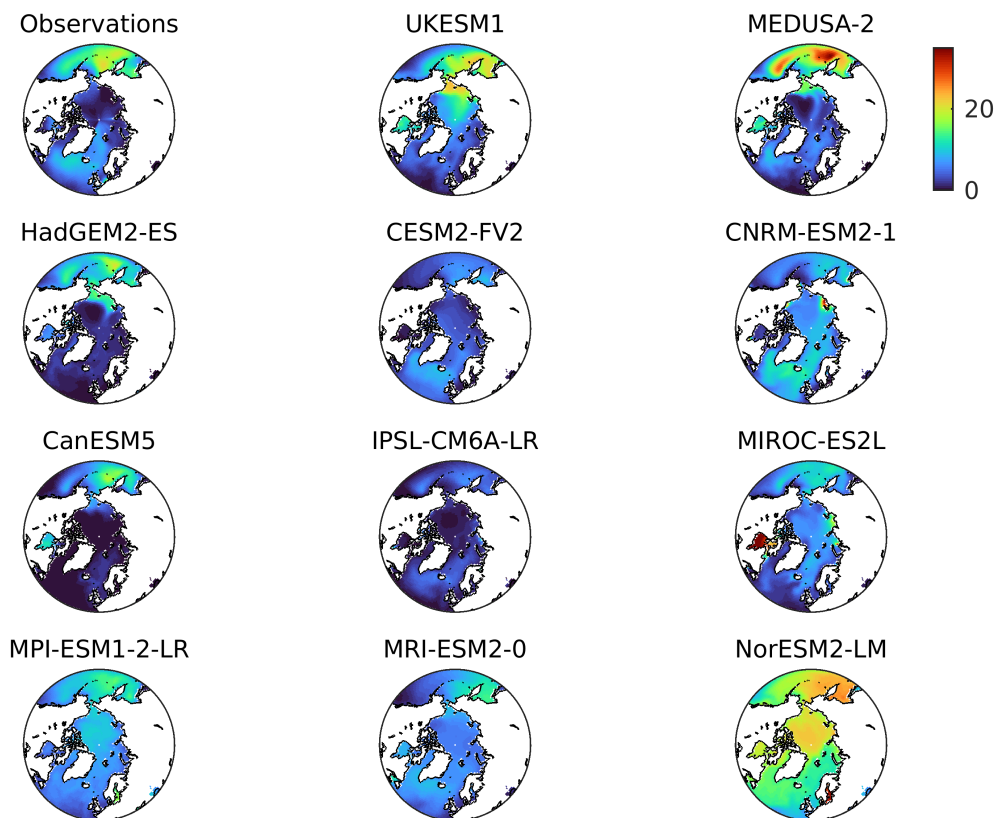 Observations UKESM1 MEDUSA-2
20
0
HadGEM2-ES CESM2-FV2 CNRM-ESM2-1
CanESM5 IPSL-CM6A-LR MIROC-ES2L
MPI-ESM1-2-LR MRI-ESM2-0 NorESM2-LM